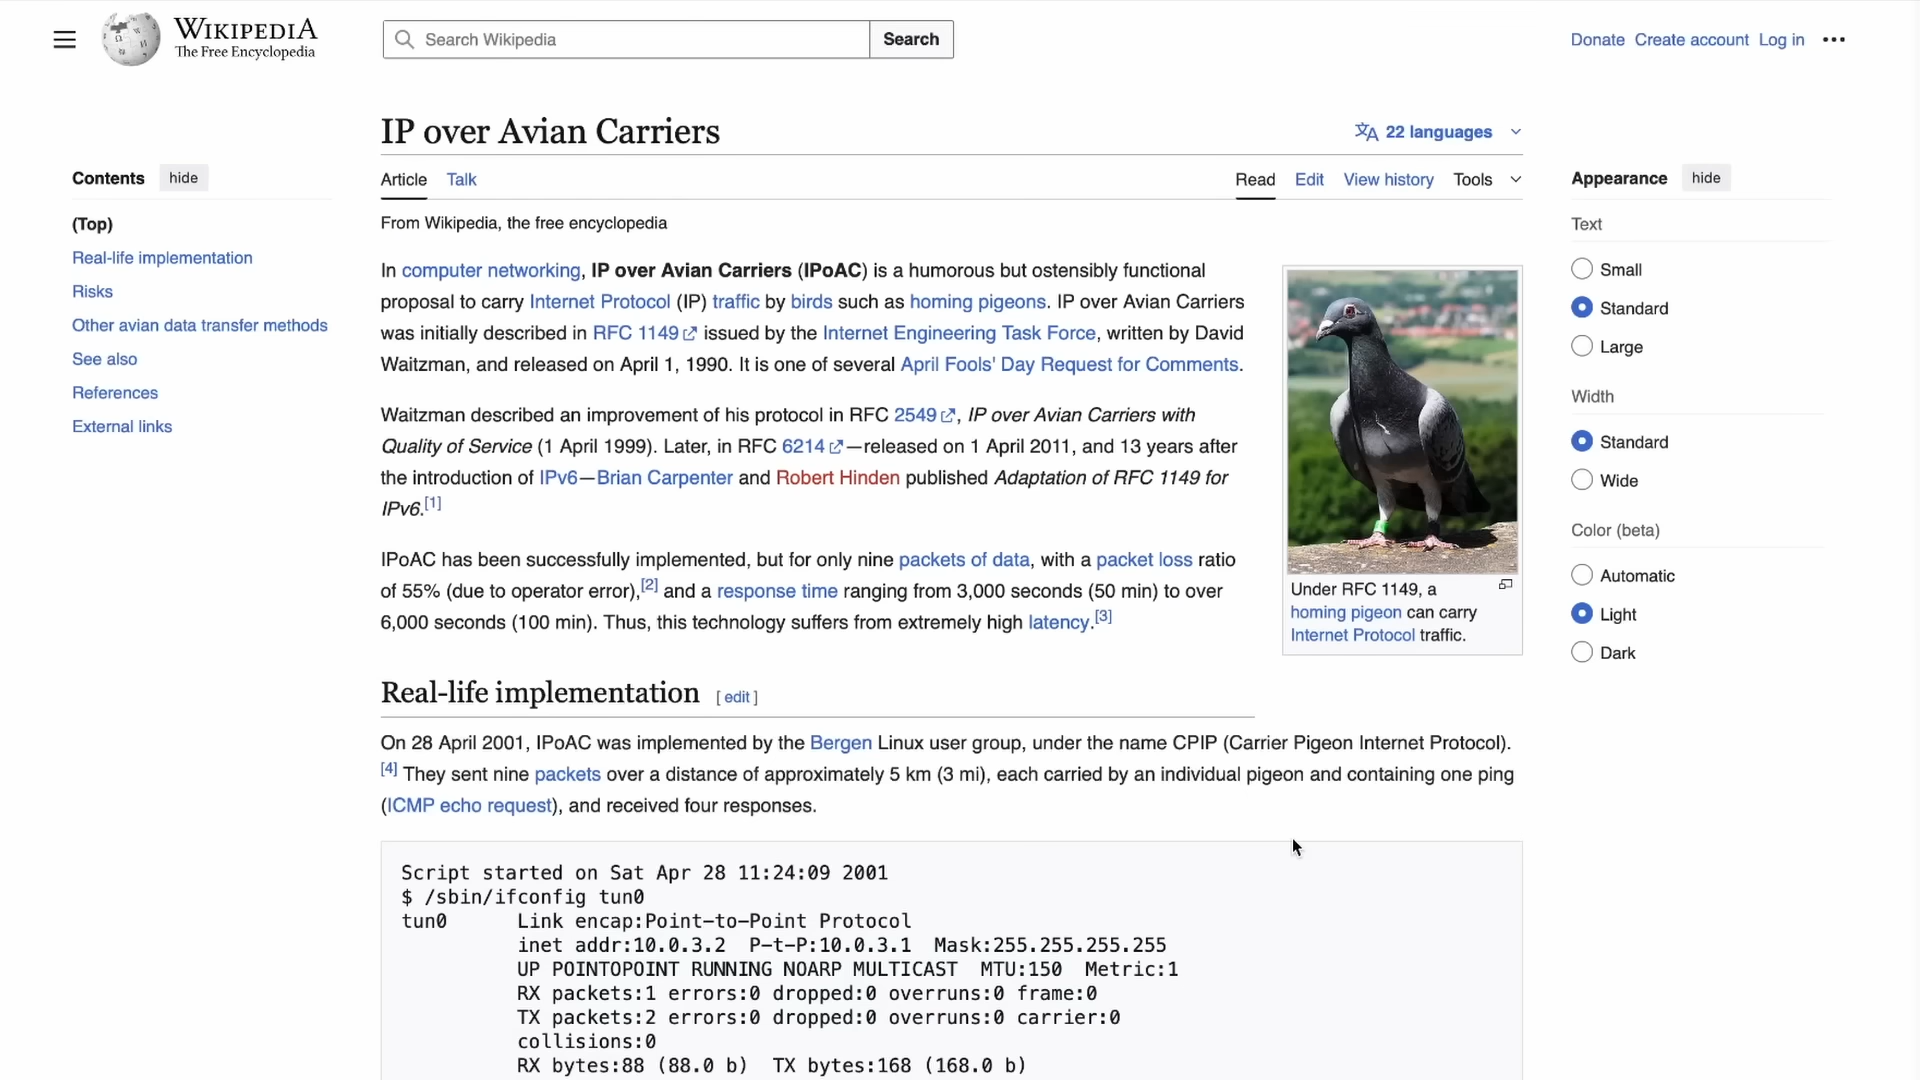 WIKIPEDIA
The Free Encyclopedia
Search Wikipedia
Search
Donate Create account Log in
IP over Avian Carriers
22 languages
Contents hide
(Top)
Real-life implementation
Risks
Other avian data transfer methods
See also
References
External links
Article Talk
Read Edit View history Tools
From Wikipedia, the free encyclopedia
In computer networking, IP over Avian Carriers (IPoAC) is a humorous but ostensibly functional
proposal to carry Internet Protocol (IP) traffic by birds such as homing pigeons. IP over Avian Carriers
was initially described in RFC 1149 issued by the Internet Engineering Task Force, written by David
Waitzman, and released on April 1, 1990. It is one of several April Fools' Day Request for Comments.
Waitzman described an improvement of his protocol in RFC 2549, IP over Avian Carriers with
Quality of Service (1 April 1999). Later, in RFC 6214—released on 1 April 2011, and 13 years after
the introduction of IPv6—Brian Carpenter and Robert Hinden published Adaptation of RFC 1149 for
IPv6.[1]
IPoAC has been successfully implemented, but for only nine packets of data, with a packet loss ratio
of 55% (due to operator error),[2] and a response time ranging from 3,000 seconds (50 min) to over
6,000 seconds (100 min). Thus, this technology suffers from extremely high latency.[3]
Under RFC 1149, a
homing pigeon can carry
Internet Protocol traffic.
Real-life implementation [ edit ]
On 28 April 2001, IPoAC was implemented by the Bergen Linux user group, under the name CPIP (Carrier Pigeon Internet Protocol).
[4] They sent nine packets over a distance of approximately 5 km (3 mi), each carried by an individual pigeon and containing one ping
(ICMP echo request), and received four responses.
Script started on Sat Apr 28 11:24:09 2001
$ /sbin/ifconfig tun0
tun0      Link encap:Point-to-Point Protocol
          inet addr:10.0.3.2  P-t-P:10.0.3.1  Mask:255.255.255.255
          UP POINTOPOINT RUNNING NOARP MULTICAST  MTU:150  Metric:1
          RX packets:1 errors:0 dropped:0 overruns:0 frame:0
          TX packets:2 errors:0 dropped:0 overruns:0 carrier:0
          collisions:0
          RX bytes:88 (88.0 b)  TX bytes:168 (168.0 b)
Appearance hide
Text
Small
Standard
Large
Width
Standard
Wide
Color (beta)
Automatic
Light
Dark